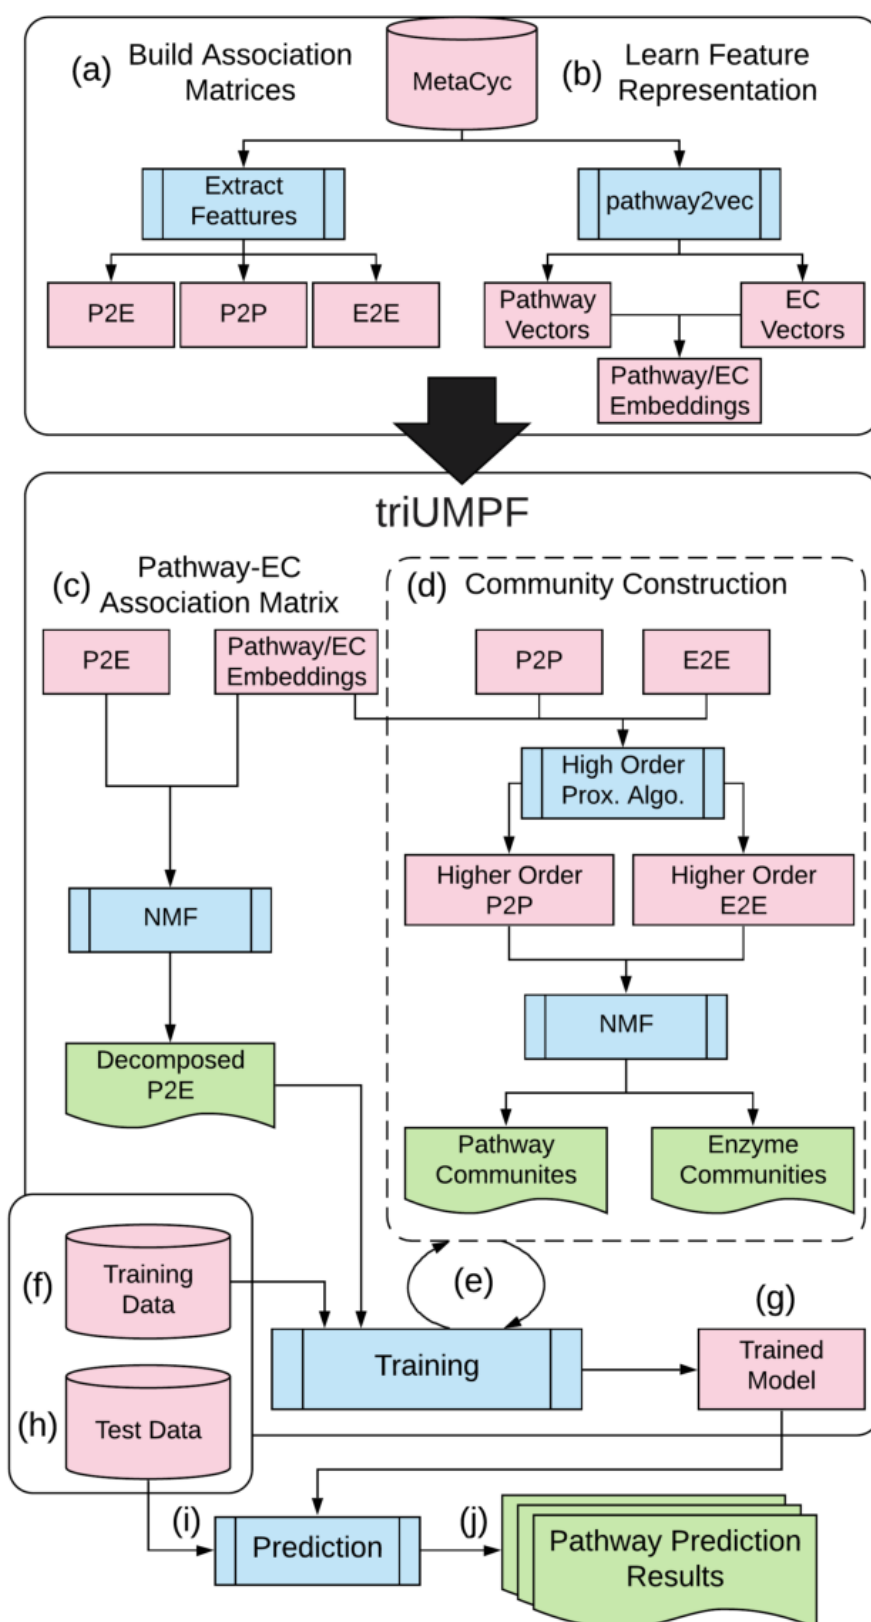 (a)
Build Association
Matrices
MetaCyc
(b)
Learn Feature
Representation
Extract
Feattures
pathway2vec
P2E
P2P
E2E
Pathway
Vectors
EC
Vectors
Pathway/EC
Embeddings
triUMPF
(c)
Pathway-EC
Association Matrix
(d)
Community Construction
P2E
Pathway/EC
Embeddings
P2P
E2E
High Order
Prox. Algo.
Higher Order
P2P
Higher Order
E2E
NMF
NMF
Decomposed
P2E
Pathway
Communites
Enzyme
Communities
(e)
(f)
Training
Data
(g)
Training
Trained
Model
(h)
Test Data
(i)
Prediction
(j)
Pathway Prediction
Results